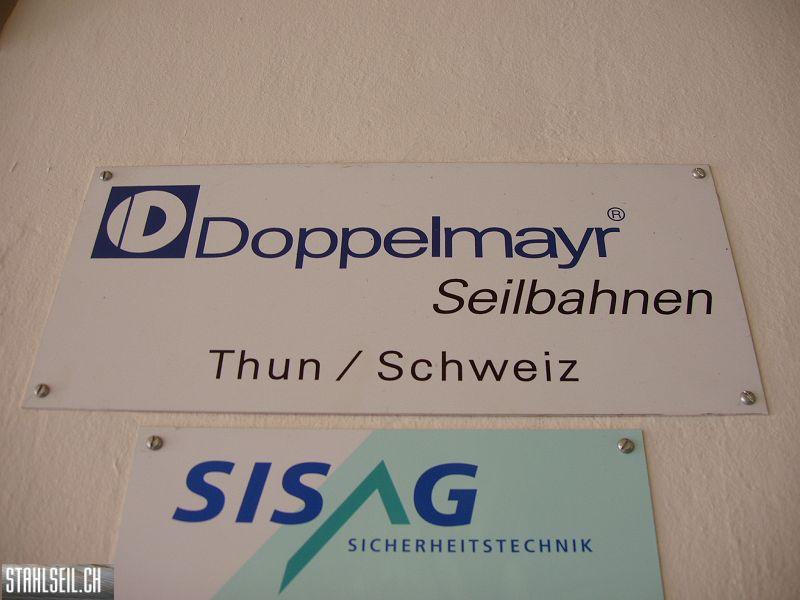 D Doppelmayr®
Seilbahnen
Thun / Schweiz
SISAG
SICHERHEITSTECHNIK
STAHLSEIL.CH